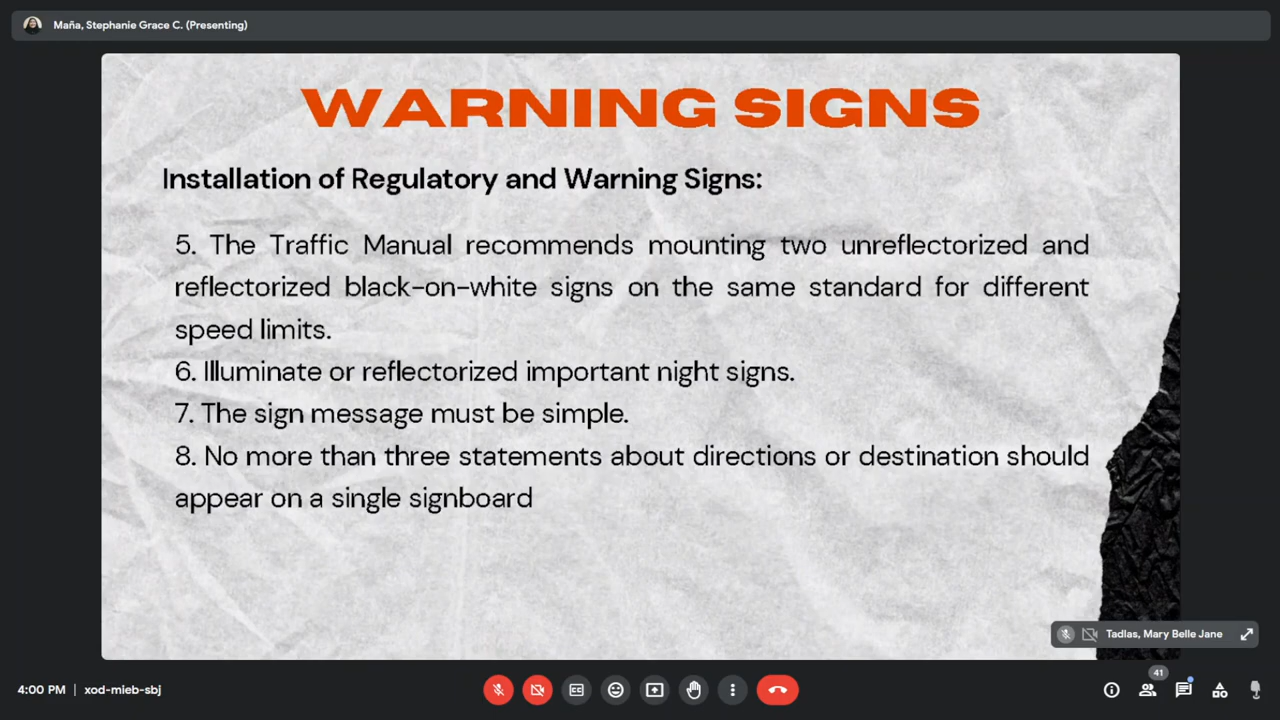 Maña, Stephanie Grace C. (Presenting)
WARNING SIGNS
Installation of Regulatory and Warning Signs:
5. The Traffic Manual recommends mounting two unreflectorized and
reflectorized black-on-white signs on the same standard for different
speed limits.
6. Illuminate or reflectorized important night signs.
7. The sign message must be simple.
8. No more than three statements about directions or destination should
appear on a single signboard
Tadlas, Mary Belle Jane
4:00 PM | xod-mieb-sbj
CC
41